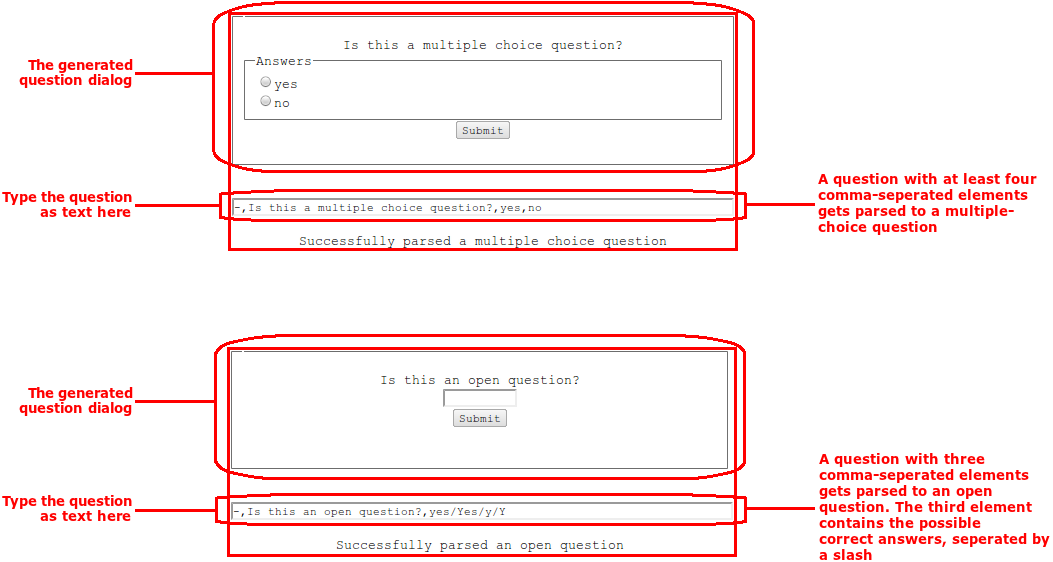 Is this a multiple choice question?
The generated
question dialog
Answers
yes
no
Submit
Type the question
as text here
-,Is this a multiple choice question?,yes,no
A question with at least four
comma-seperated elements
gets parsed to a multiple-
choice question
Successfully parsed a multiple choice question
Is this an open question?
The generated
question dialog
Submit
Type the question
as text here
-,Is this an open question?,yes/Yes/y/Y
A question with three
comma-seperated elements
gets parsed to an open
question. The third element
contains the possible
correct answers, seperated by
a slash
Successfully parsed an open question